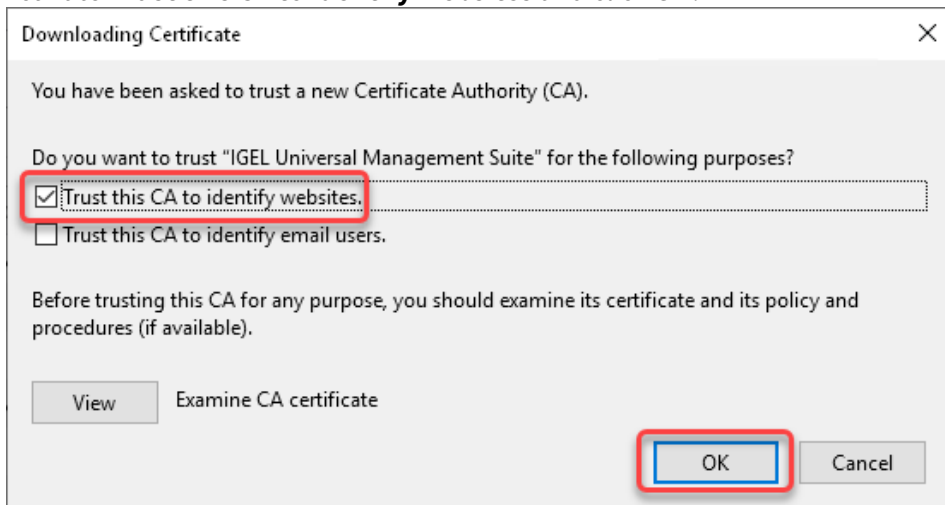 Downloading Certificate
You have been asked to trust a new Certificate Authority (CA).
Do you want to trust “IGEL Universal Management Suite” for the following purposes?
Trust this CA to identify websites.
Trust this CA to identify email users.
Before trusting this CA for any purpose, you should examine its certificate and its policy and
procedures (if available).
View
Examine CA certificate
OK
Cancel